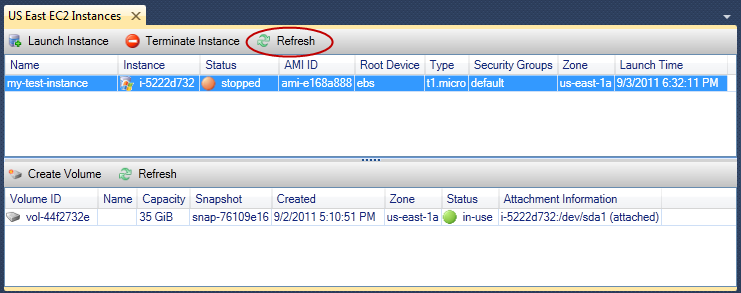 US East EC2 Instances
Launch Instance Terminate Instance Refresh
Name Instance Status AMI ID Root Device Type Security Groups Zone Launch Time
my-test-instance i-5222d732 stopped ami-e168a888 ebs t1.micro default us-east-1a 9/3/2011 6:32:11 PM
Create Volume Refresh
Volume ID Name Capacity Snapshot Created Zone Status Attachment Information
vol-44f2732e 35 GiB snap-76109e16 9/2/2011 5:10:51 PM us-east-1a in-use i-5222d732:/dev/sda1 (attached)